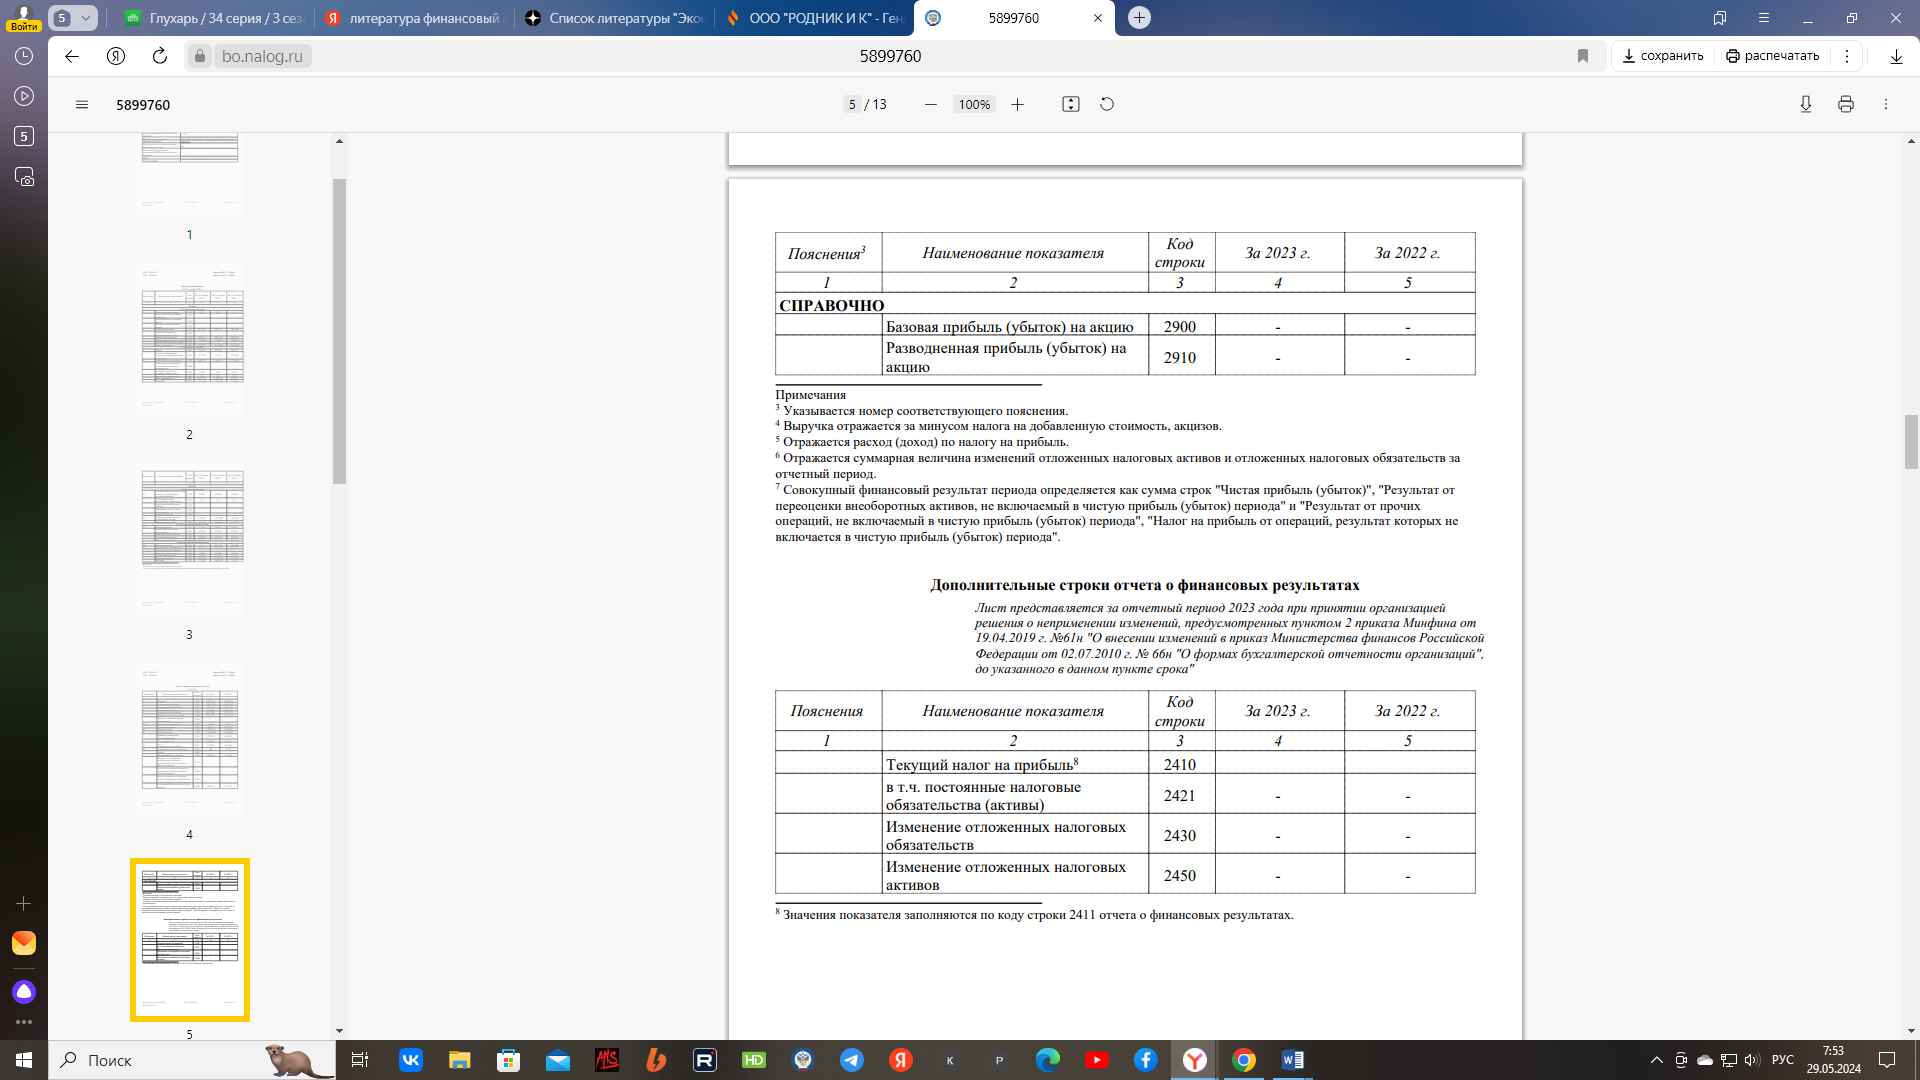 Войти
5
Глухарь / 34 серия / 3 сез
литература финансовый
Список литературы "Экон
ООО "РОДНИК И К" - Ген
5899760
bo.nalog.ru
5899760
сохранить
распечатать
5
5899760
5 / 13
100%
1
2
3
4
5
Пояснения3 Наименование показателя Код строки За 2023 г. За 2022 г.
1 2 3 4 5
СПРАВОЧНО
Базовая прибыль (убыток) на акцию 2900 - -
Разводненная прибыль (убыток) на акцию 2910 - -
Примечания
3 Указывается номер соответствующего пояснения.
4 Выручка отражается за минусом налога на добавленную стоимость, акцизов.
5 Отражается расход (доход) по налогу на прибыль.
6 Отражается суммарная величина изменений отложенных налоговых активов и отложенных налоговых обязательств за
отчетный период.
7 Совокупный финансовый результат периода определяется как сумма строк "Чистая прибыль (убыток)", "Результат от
переоценки внеоборотных активов, не включаемый в чистую прибыль (убыток) периода" и "Результат от прочих
операций, не включаемый в чистую прибыль (убыток) периода", "Налог на прибыль от операций, результат которых не
включается в чистую прибыль (убыток) периода".
Дополнительные строки отчета о финансовых результатах
Лист представляется за отчетный период 2023 года при принятии организацией
решения о неприменении изменений, предусмотренных пунктом 2 приказа Минфина от
19.04.2019 г. №61н "О внесении изменений в приказ Министерства финансов Российской
Федерации от 02.07.2010 г. № 66н "О формах бухгалтерской отчетности организаций",
до указанного в данном пункте срока"
Пояснения Наименование показателя Код строки За 2023 г. За 2022 г.
1 2 3 4 5
Текущий налог на прибыль8 2410
в т.ч. постоянные налоговые обязательства (активы) 2421 - -
Изменение отложенных налоговых обязательств 2430 - -
Изменение отложенных налоговых активов 2450 - -
8 Значения показателя заполняются по коду строки 2411 отчета о финансовых результатах.
Поиск
HD
К
Р
РУС
7:53
29.05.2024